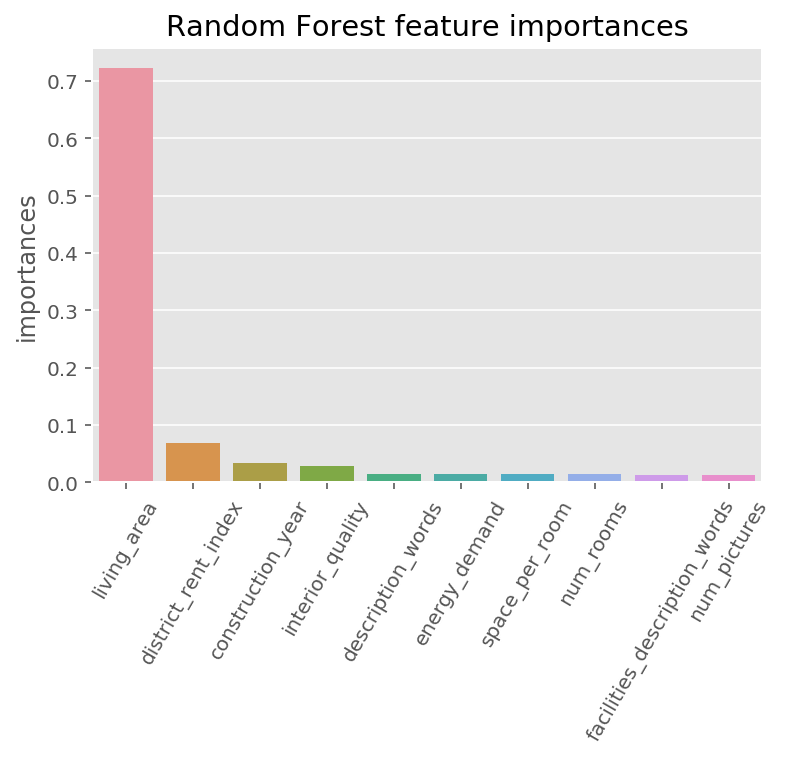 Random Forest feature importances
importances
0.7
0.6
0.5
0.4
0.3
0.2
0.1
0.0
living_area
district_rent_index
construction_year
interior_quality
description_words
energy_demand
space_per_room
num_rooms
facilities_description_words
num_pictures